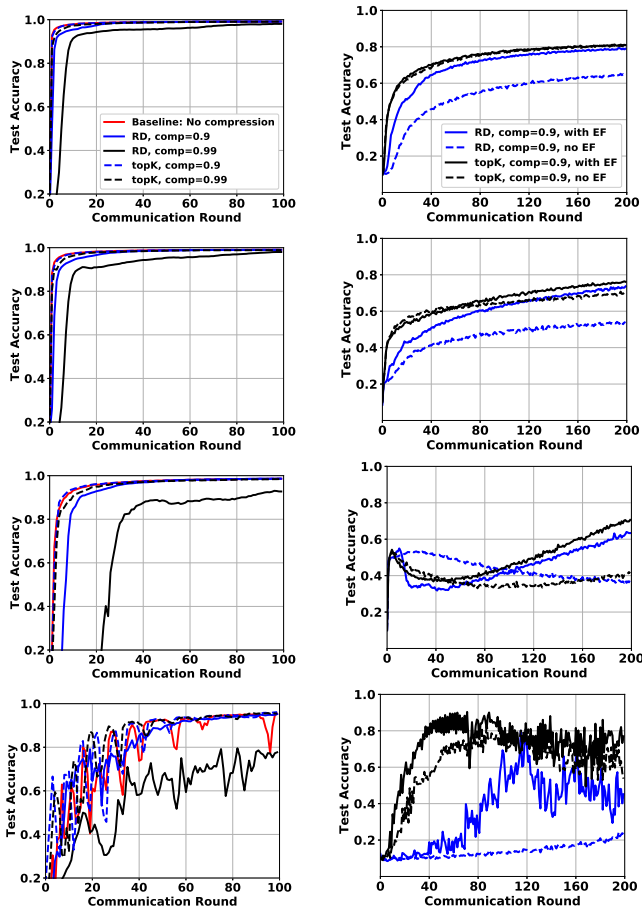 1.0
0.8
0.6
0.4
0.2
0 20 40 60 80 100
Test Accuracy
Communication Round
Baseline: No compression
RD, comp=0.9
RD, comp=0.99
topK, comp=0.9
topK, comp=0.99
1.0
0.8
0.6
0.4
0.2
0.0
0 40 80 120 160 200
Test Accuracy
Communication Round
RD, comp=0.9, with EF
RD, comp=0.9, no EF
topK, comp=0.9, with EF
topK, comp=0.9, no EF
1.0
0.8
0.6
0.4
0.2
0 20 40 60 80 100
Test Accuracy
Communication Round
1.0
0.8
0.6
0.4
0.2
0 40 80 120 160 200
Test Accuracy
Communication Round
1.0
0.8
0.6
0.4
0.2
0 20 40 60 80 100
Test Accuracy
Communication Round
1.0
0.8
0.6
0.4
0.2
0 40 80 120 160 200
Test Accuracy
Communication Round
1.0
0.8
0.6
0.4
0.2
0 20 40 60 80 100
Test Accuracy
Communication Round
1.0
0.8
0.6
0.4
0.2
0 40 80 120 160 200
Test Accuracy
Communication Round